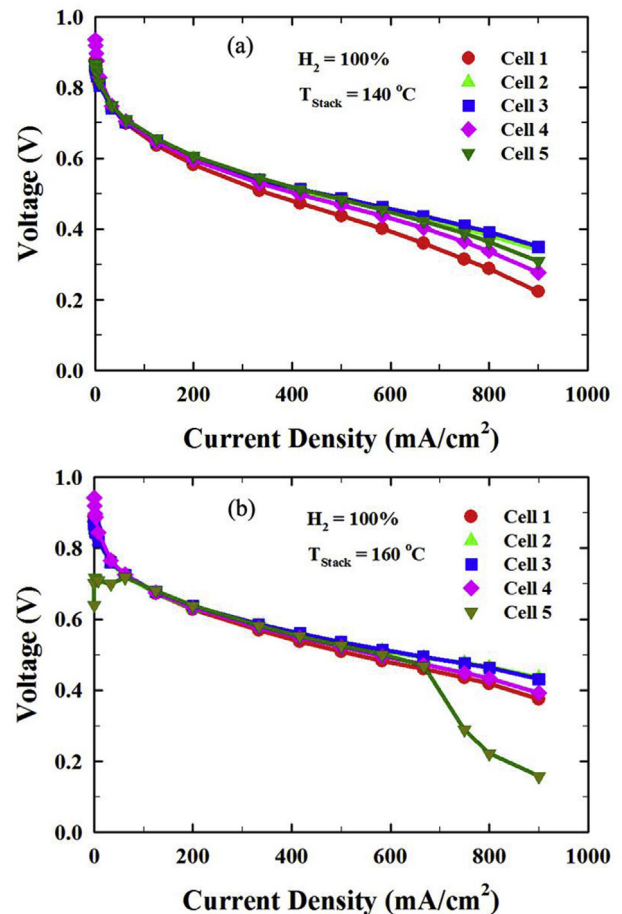 (a)
H₂ = 100%
T_Stack = 140 °C
Cell 1
Cell 2
Cell 3
Cell 4
Cell 5
1.0
0.8
0.6
0.4
0.2
0.0
Voltage (V)
0 200 400 600 800 1000
Current Density (mA/cm²)
(b)
H₂ = 100%
T_Stack = 160 °C
Cell 1
Cell 2
Cell 3
Cell 4
Cell 5
1.0
0.8
0.6
0.4
0.2
0.0
Voltage (V)
0 200 400 600 800 1000
Current Density (mA/cm²)